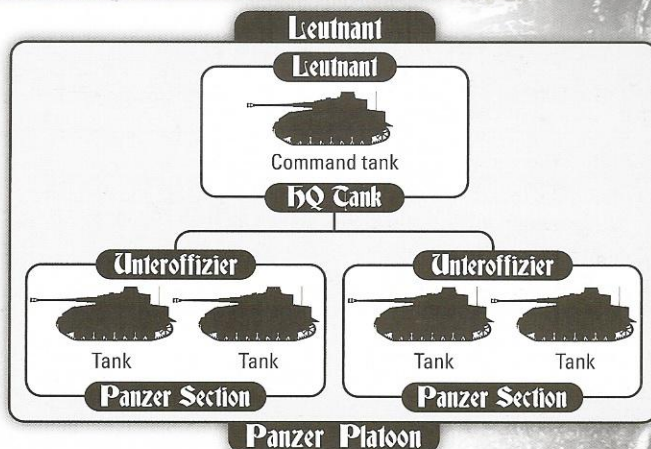 Leutnant
Leutnant
Command tank
HQ Tank
Unteroffizier
Unteroffizier
Tank
Tank
Tank
Tank
Panzer Section
Panzer Section
Panzer Platoon